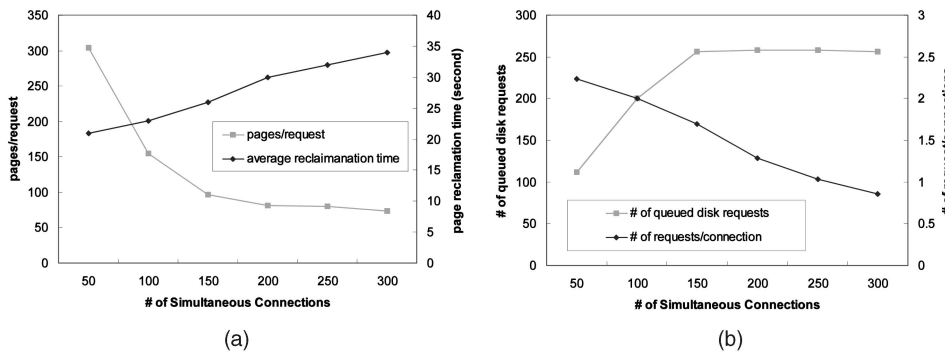 350
300
250
200
150
100
50
0
pages/request
40
35
30
25
20
15
10
5
0
page reclamation time (second)
pages/request
average reclaimanation time
50 100 150 200 250 300
# of Simultaneous Connections
(a)
300
250
200
150
100
50
0
# of queued disk requests
3
2.5
2
1.5
1
0.5
0
# of queued disk requests
# of requests/connection
50 100 150 200 250 300
# of Simultaneous Connections
(b)